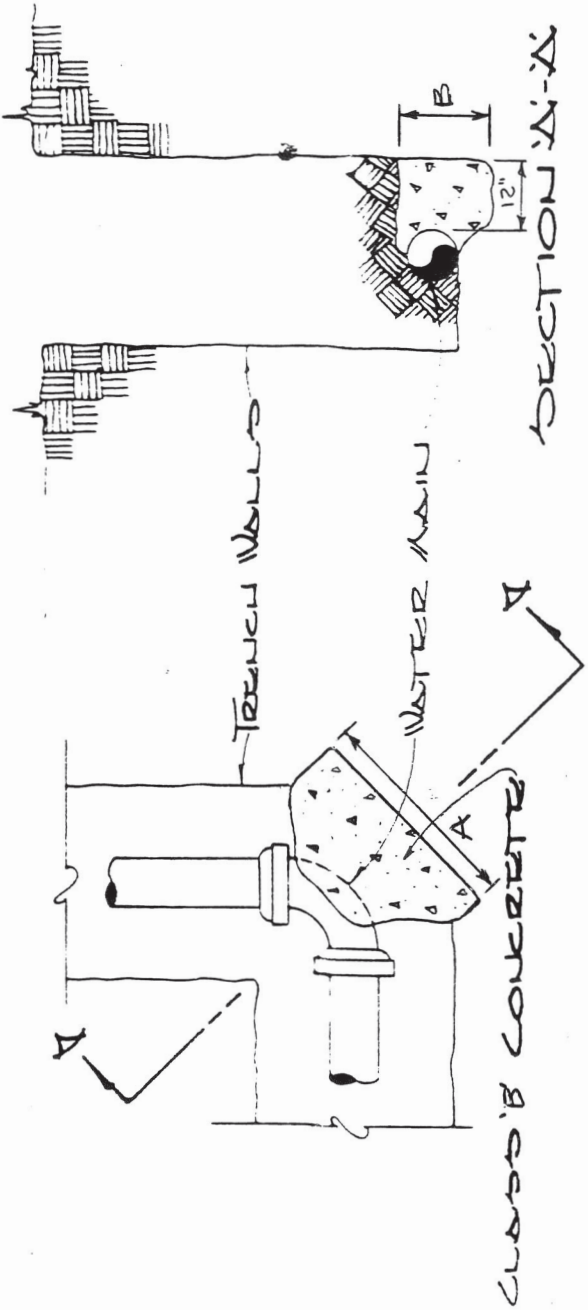 TRENCH WALLS
WATER MAIN
A
A
A
CLASS 'B' CONCRETE
B
12"
SECTION 'A'-'A'